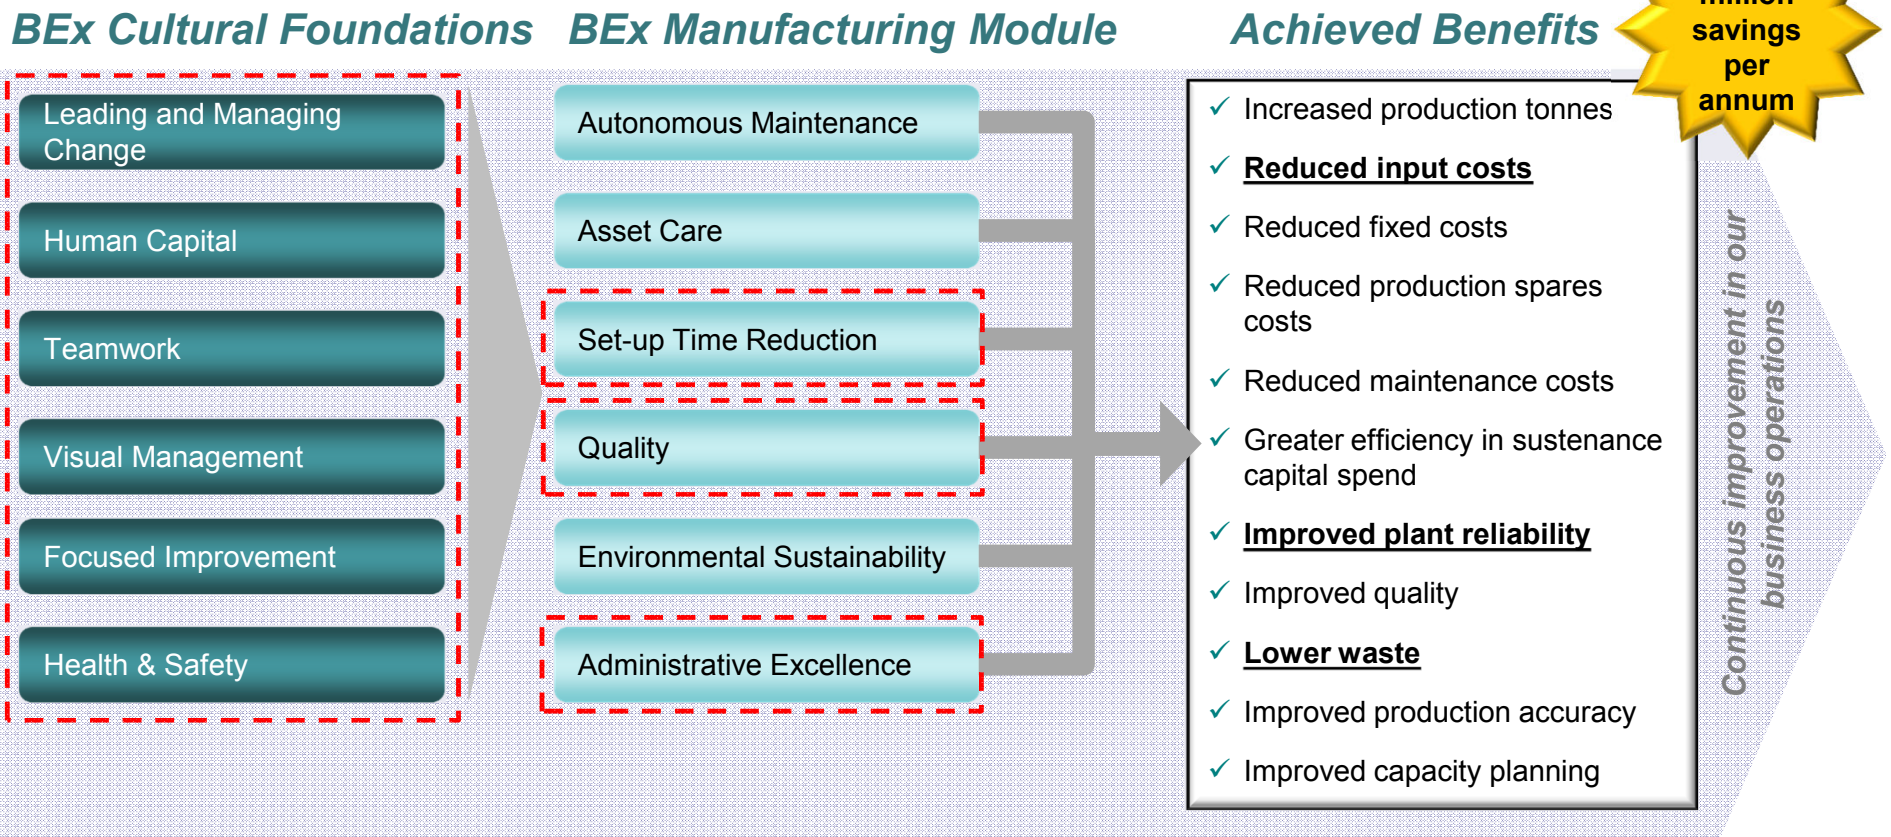 BEx Cultural Foundations
Leading and Managing
Change
Human Capital
Teamwork
Visual Management
Focused Improvement
Health & Safety
BEx Manufacturing Module
Autonomous Maintenance
Asset Care
Set-up Time Reduction
Quality
Environmental Sustainability
Administrative Excellence
Achieved Benefits
✓ Increased production tonnes
✓ Reduced input costs
✓ Reduced fixed costs
✓ Reduced production spares
costs
✓ Reduced maintenance costs
✓ Greater efficiency in sustenance
capital spend
✓ Improved plant reliability
✓ Improved quality
✓ Lower waste
✓ Improved production accuracy
✓ Improved capacity planning
million
savings
per
annum
Continuous improvement in our
business operations